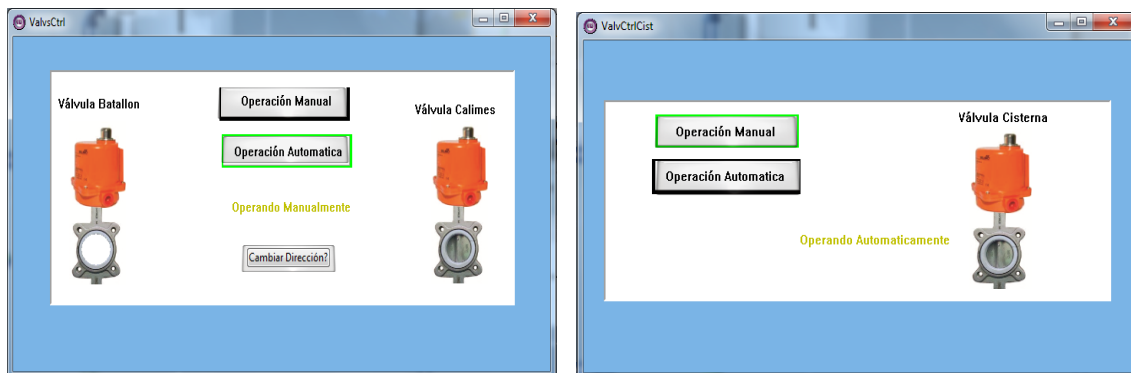 ValvsCtrl
Válvula Batallon
Operación Manual
Válvula Calimes
Operación Automatica
Operando Manualmente
Cambiar Dirección?
ValvCtrlCist
Operación Manual
Válvula Cisterna
Operación Automatica
Operando Automaticamente